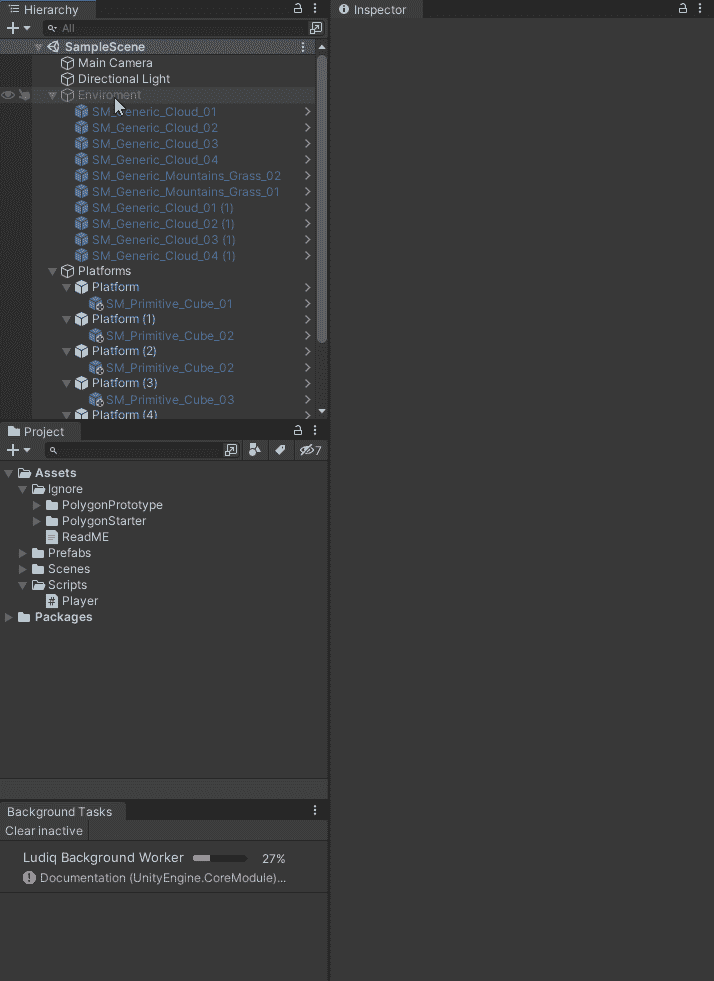 Hierarchy
All
SampleScene
Main Camera
Directional Light
Enviroment
SM_Generic_Cloud_01
SM_Generic_Cloud_02
SM_Generic_Cloud_03
SM_Generic_Cloud_04
SM_Generic_Mountains_Grass_02
SM_Generic_Mountains_Grass_01
SM_Generic_Cloud_01 (1)
SM_Generic_Cloud_02 (1)
SM_Generic_Cloud_03 (1)
SM_Generic_Cloud_04 (1)
Platforms
Platform
SM_Primitive_Cube_01
Platform (1)
SM_Primitive_Cube_02
Platform (2)
SM_Primitive_Cube_02
Platform (3)
SM_Primitive_Cube_03
Platform (4)
Project
7
Assets
Ignore
PolygonPrototype
PolygonStarter
ReadME
Prefabs
Scenes
Scripts
Player
Packages
Background Tasks
Clear inactive
Ludiq Background Worker 27%
Documentation (UnityEngine.CoreModule)...
Inspector